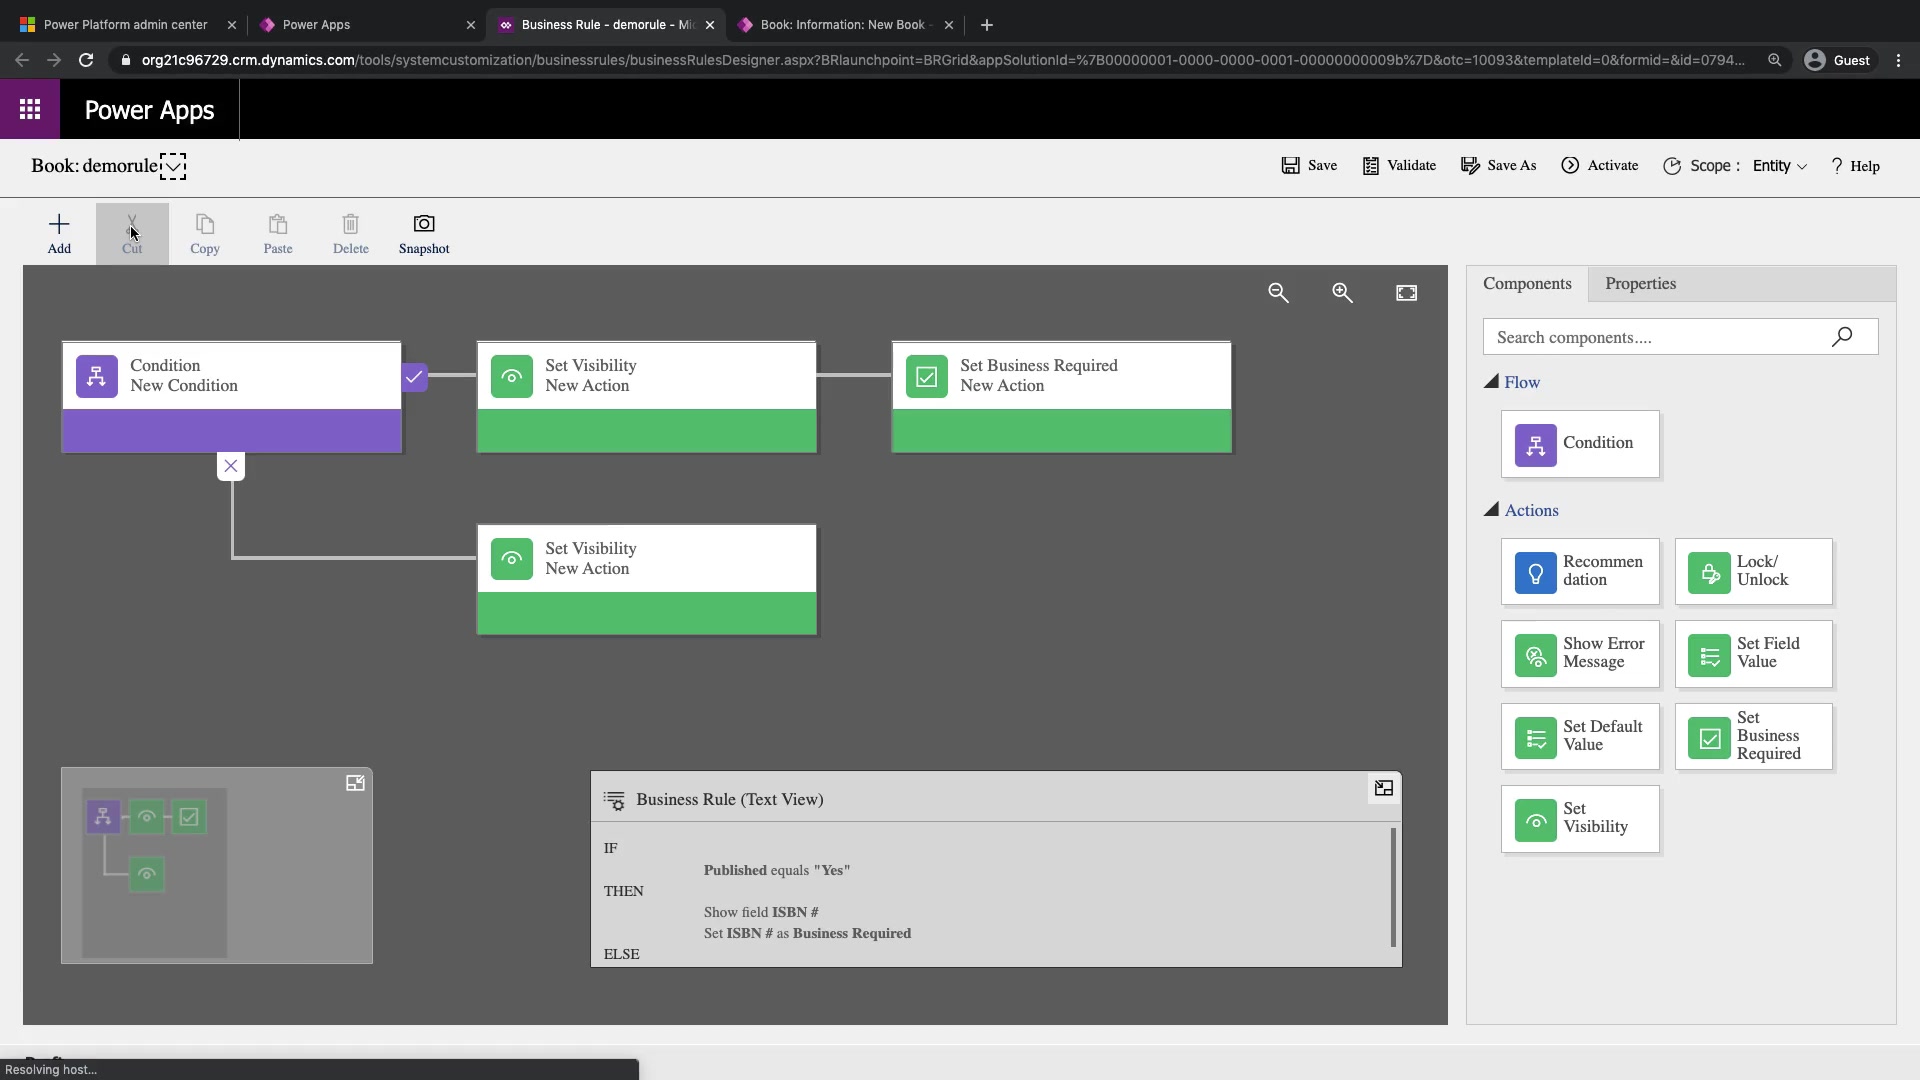 Power Platform admin center
Power Apps
Business Rule - demorule - Mic
Book: Information: New Book -
org21c96729.crm.dynamics.com/tools/systemcustomization/businessrules/businessRulesDesigner.aspx?BRlaunchpoint=BRGrid&appSolutionId=%7B00000001-0000-0000-0001-00000000009b%7D&otc=10093&templateId=0&formid=&id=0794...
Guest
Power Apps
Book: demorule
Save
Validate
Save As
Activate
Scope :
Entity
? Help
Add
Cut
Copy
Paste
Delete
Snapshot
Components
Properties
Search components....
Condition
New Condition
Set Visibility
New Action
Set Business Required
New Action
Flow
Condition
Actions
Set Visibility
New Action
Recommen
dation
Lock/
Unlock
Show Error
Message
Set Field
Value
Set Default
Value
Set
Business
Required
Set
Visibility
Business Rule (Text View)
IF
Published equals "Yes"
THEN
Show field ISBN #
Set ISBN # as Business Required
ELSE
Resolving host...